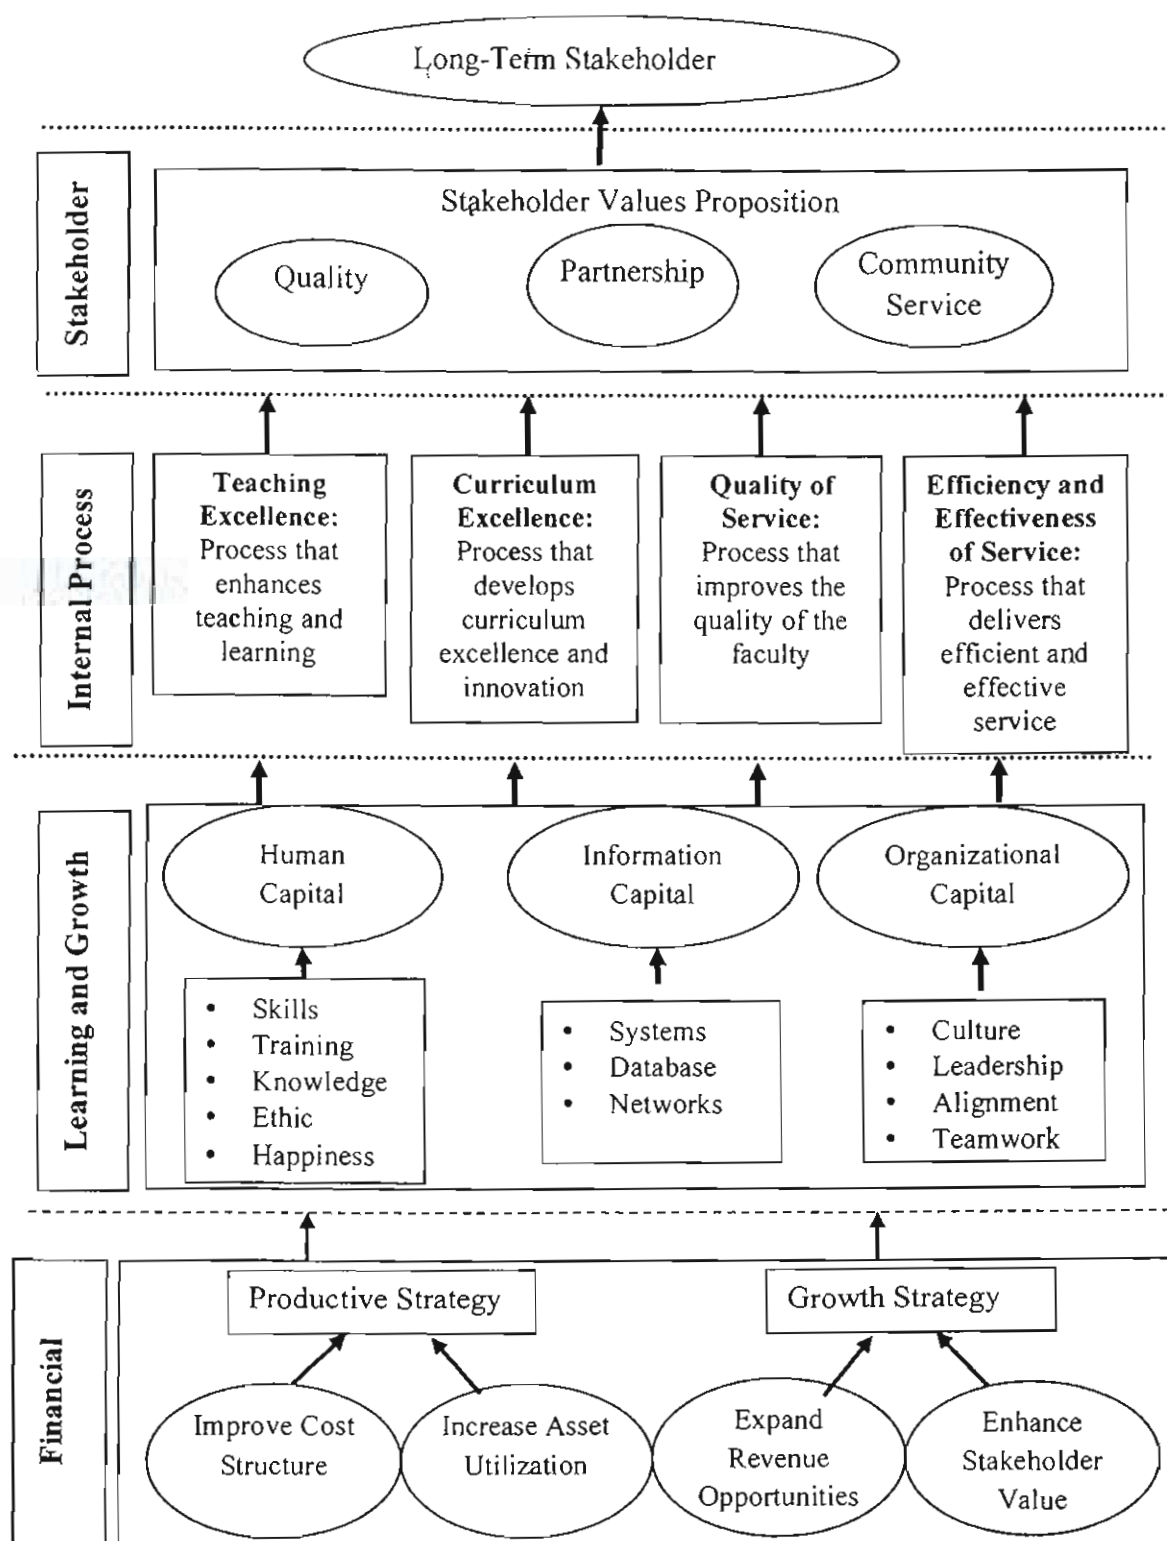 Long-Term Stakeholder
Stakeholder
Stakeholder Values Proposition
Quality
Partnership
Community
Service
Internal Process
Teaching
Excellence:
Process that
enhances
teaching and
learning
Curriculum
Excellence:
Process that
develops
curriculum
excellence and
innovation
Quality of
Service:
Process that
improves the
quality of the
faculty
Efficiency and
Effectiveness
of Service:
Process that
delivers
efficient and
effective
service
Learning and Growth
Human
Capital
Information
Capital
Organizational
Capital
• Skills
• Training
• Knowledge
• Ethic
• Happiness
• Systems
• Database
• Networks
• Culture
• Leadership
• Alignment
• Teamwork
Financial
Productive Strategy
Growth Strategy
Improve Cost
Structure
Increase Asset
Utilization
Expand
Revenue
Opportunities
Enhance
Stakeholder
Value